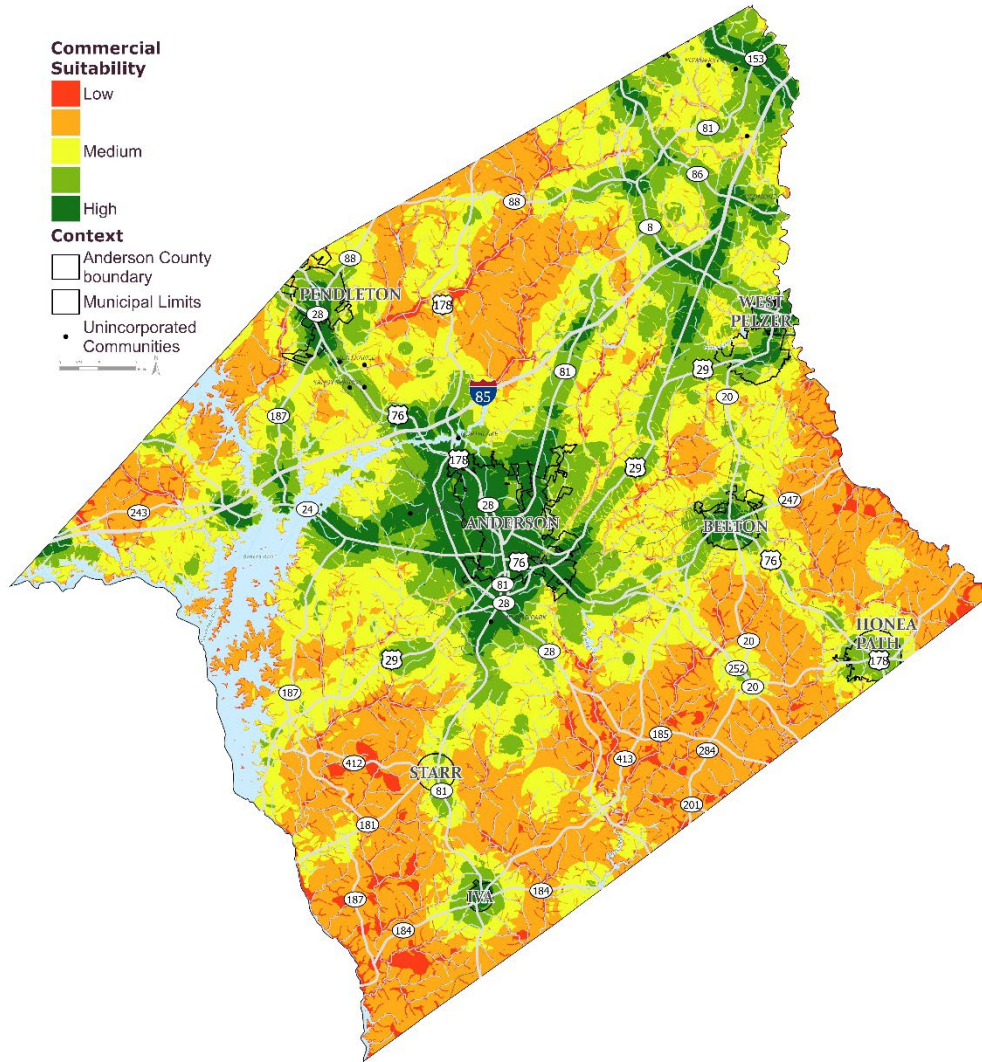 Commercial
Suitability
Low
Medium
High
Context
Anderson County
boundary
Municipal Limits
Unincorporated
Communities
153
81
86
88
8
88
PENDLETON
178
28
WEST
PELZER
29
81
20
85
187
76
178
29
28
247
243
24
ANDERSON
BELTON
76
76
81
28
HONEA
PATH
20
28
178
29
252
20
187
185
284
413
412
STARR
81
201
181
184
187
IVA
184